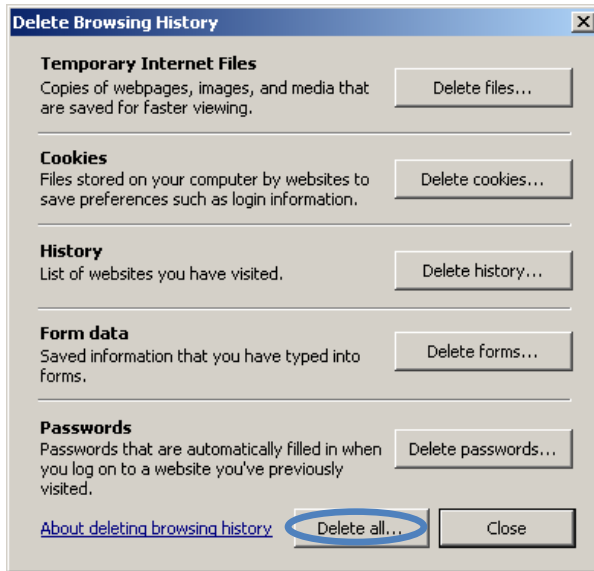 Delete Browsing History
Temporary Internet Files
Copies of webpages, images, and media that
are saved for faster viewing.
Delete files...
Cookies
Files stored on your computer by websites to
save preferences such as login information.
Delete cookies...
History
List of websites you have visited.
Delete history...
Form data
Saved information that you have typed into
forms.
Delete forms...
Passwords
Passwords that are automatically filled in when
you log on to a website you've previously
visited.
Delete passwords...
About deleting browsing history
Delete all...
Close